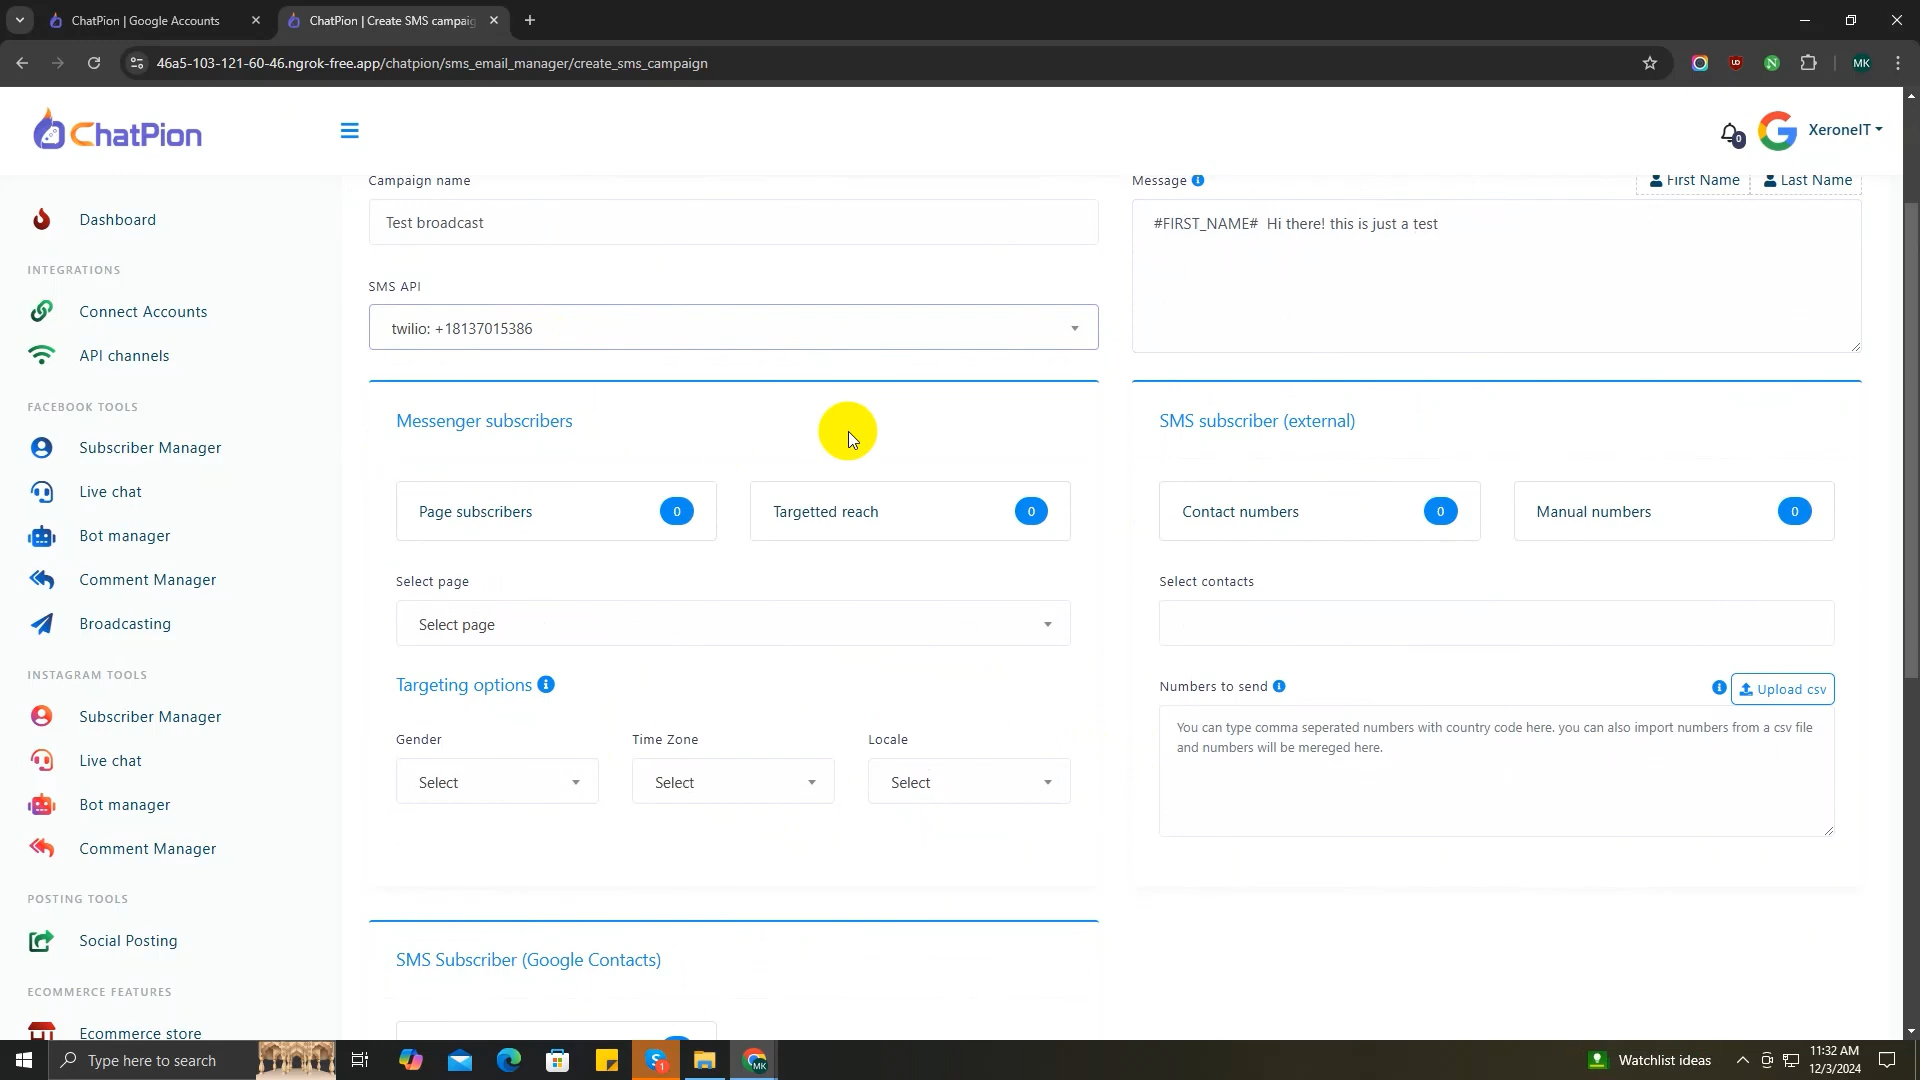 ChatPion | Google Accounts
ChatPion | Create SMS campaig
46a5-103-121-60-46.ngrok-free.app/chatpion/sms_email_manager/create_sms_campaign
MK
ChatPion
0
XeroneIT
Dashboard
INTEGRATIONS
Connect Accounts
API channels
FACEBOOK TOOLS
Subscriber Manager
Live chat
Bot manager
Comment Manager
Broadcasting
INSTAGRAM TOOLS
Subscriber Manager
Live chat
Bot manager
Comment Manager
POSTING TOOLS
Social Posting
ECOMMERCE FEATURES
Ecommerce store
Campaign name
Test broadcast
SMS API
twilio: +18137015386
Message
First Name
Last Name
#FIRST_NAME#  Hi there! this is just a test
Messenger subscribers
Page subscribers 0
Targetted reach 0
Select page
Select page
Targeting options
Gender Time Zone Locale
Select Select Select
SMS subscriber (external)
Contact numbers 0
Manual numbers 0
Select contacts
Numbers to send
Upload csv
You can type comma seperated numbers with country code here. you can also import numbers from a csv file
and numbers will be mereged here.
SMS Subscriber (Google Contacts)
Type here to search
S
1
MK
Watchlist ideas
11:32 AM
12/3/2024